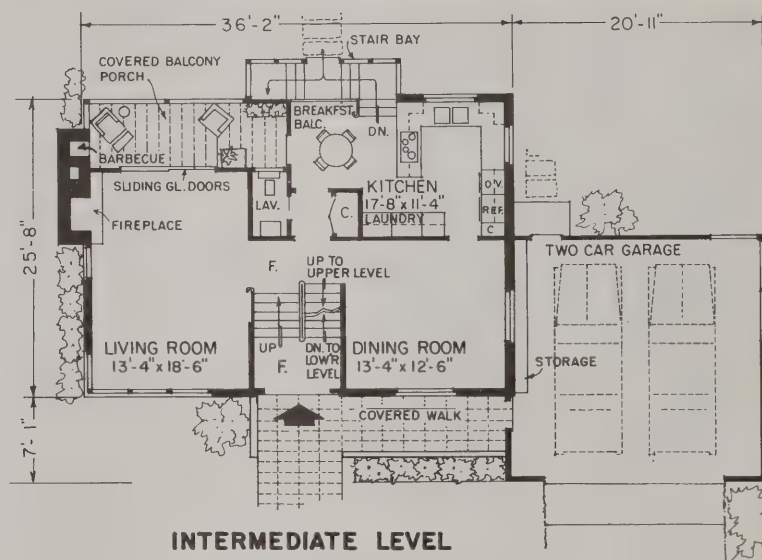 36'-2"
20'-11"
STAIR BAY
COVERED BALCONY
PORCH
BREAKFST.
BALC.
DN.
BARBECUE
SLIDING GL. DOORS
LAV.
C.
KITCHEN
17'-8" x 11'-4"
LAUNDRY
OV.
REF.
C
FIREPLACE
25'-8"
TWO CAR GARAGE
F.
UP TO
UPPER LEVEL
LIVING ROOM
13'-4" x 18'-6"
UP
F.
DN. TO
LOW'R
LEVEL
DINING ROOM
13'-4" x 12'-6"
STORAGE
7'-1"
COVERED WALK
INTERMEDIATE LEVEL